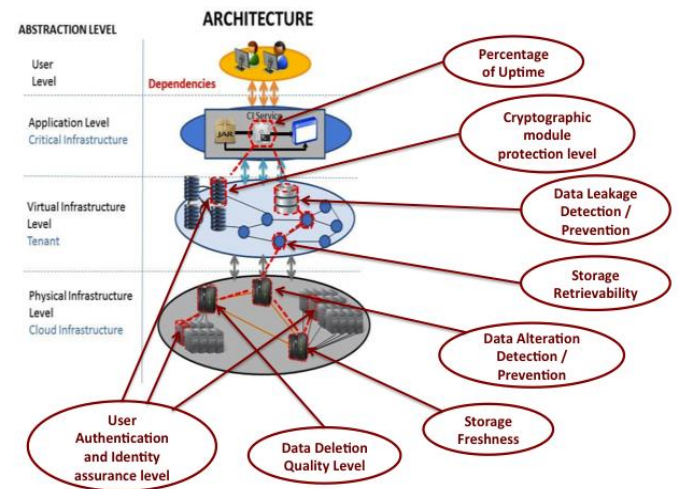 ARCHITECTURE
ABSTRACTION LEVEL
User
Level
Dependencies
Percentage
of Uptime
Application Level
Critical Infrastructure
CI Service
JAR
Cryptographic
module
protection level
Virtual Infrastructure
Level
Tenant
Data Leakage
Detection /
Prevention
Storage
Retrievability
Physical Infrastructure
Level
Cloud Infrastructure
Data Alteration
Detection /
Prevention
User
Authentication
and Identity
assurance level
Data Deletion
Quality Level
Storage
Freshness